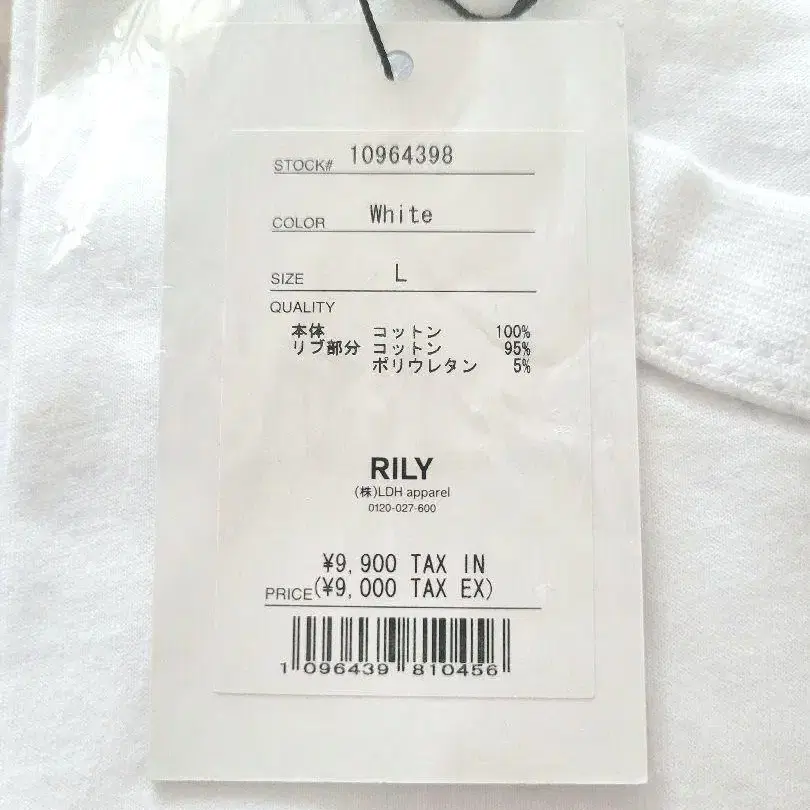 STOCK# 10964398
COLOR White
SIZE L
QUALITY
本体 コットン 100%
リブ部分 コットン 95%
ポリウレタン 5%
RILY
(株)LDH apparel
0120-027-600
¥9,900 TAX IN
PRICE(¥9,000 TAX EX)
1 096439 810456